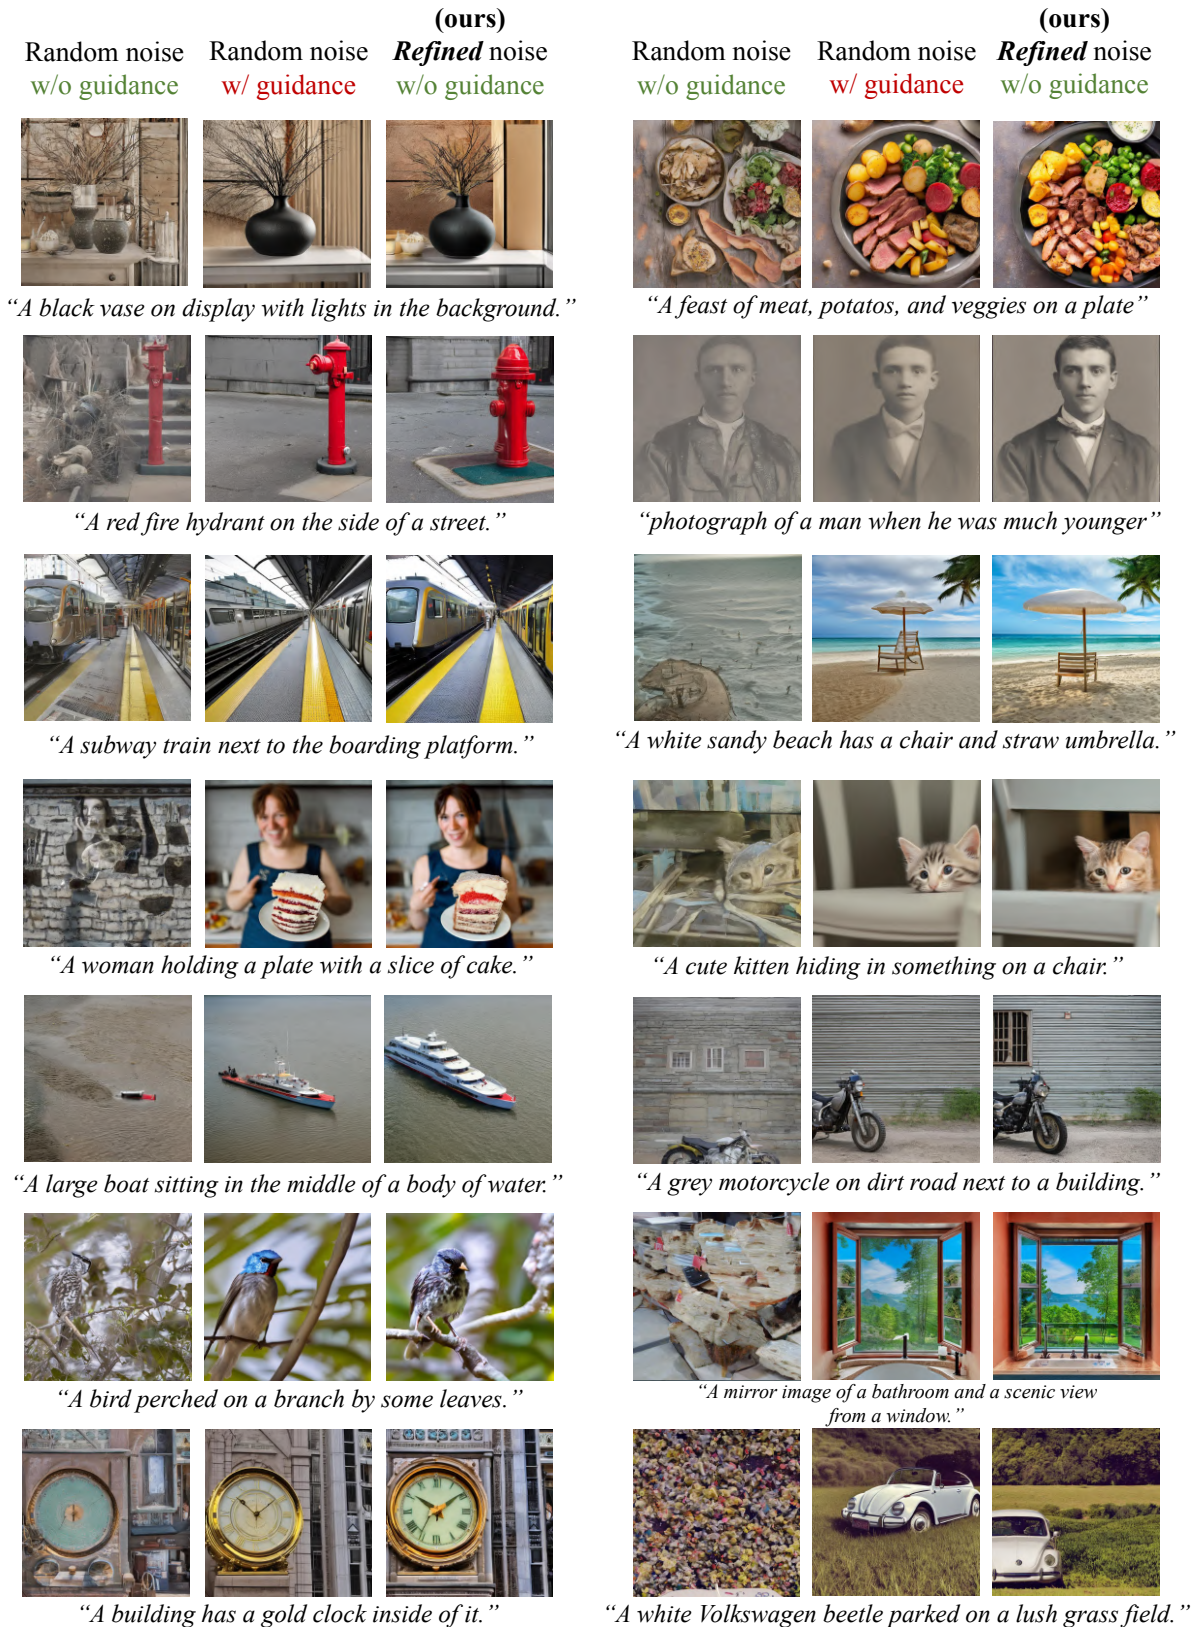 (ours)
Random noise Random noise Refined noise
w/o guidance w/ guidance w/o guidance
(ours)
Random noise Random noise Refined noise
w/o guidance w/ guidance w/o guidance
“A black vase on display with lights in the background.”
“A feast of meat, potatos, and veggies on a plate”
“A red fire hydrant on the side of a street.”
“photograph of a man when he was much younger”
“A subway train next to the boarding platform.”
“A white sandy beach has a chair and straw umbrella.”
“A woman holding a plate with a slice of cake.”
“A cute kitten hiding in something on a chair.”
“A large boat sitting in the middle of a body of water.”
“A grey motorcycle on dirt road next to a building.”
“A bird perched on a branch by some leaves.”
“A mirror image of a bathroom and a scenic view
from a window.”
“A building has a gold clock inside of it.”
“A white Volkswagen beetle parked on a lush grass field.”